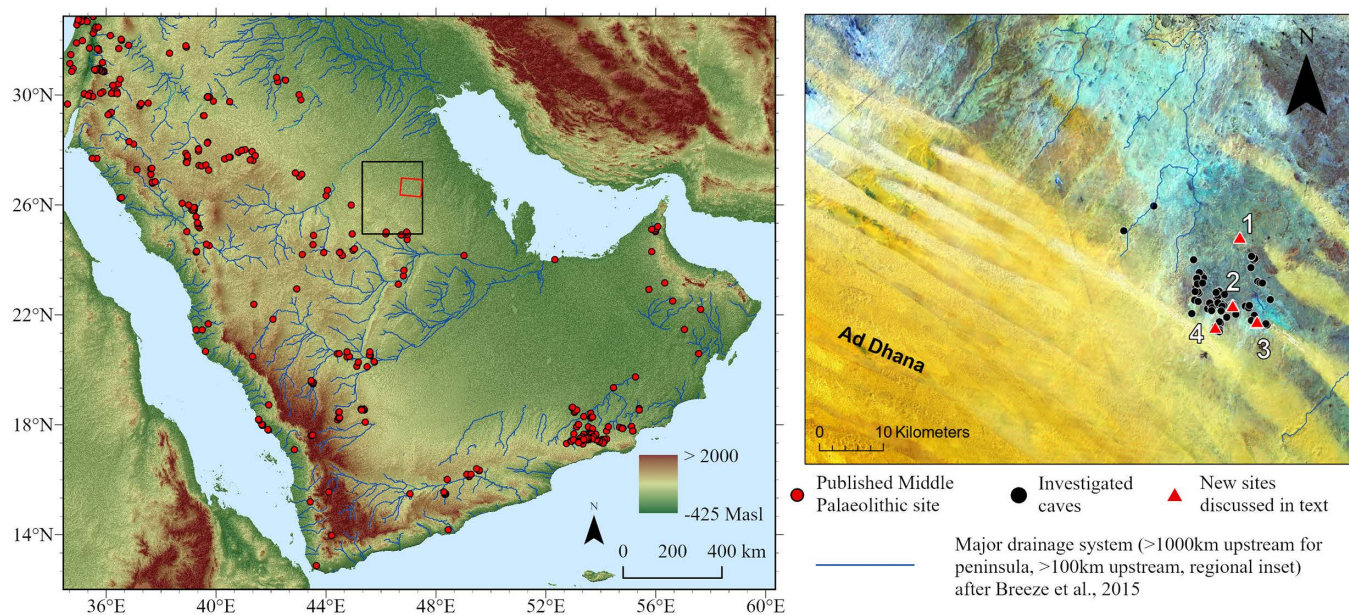 30°N
26°N
22°N
18°N
14°N
36°E
40°E
44°E
48°E
52°E
56°E
60°E
> 2000
-425 Masl
N
0 200 400 km
N
1
2
3
4
Ad Dhana
0 10 Kilometers
Published Middle
Palaeolithic site
Investigated
caves
New sites
discussed in text
Major drainage system (>1000km upstream for
peninsula, >100km upstream, regional inset)
after Breeze et al., 2015